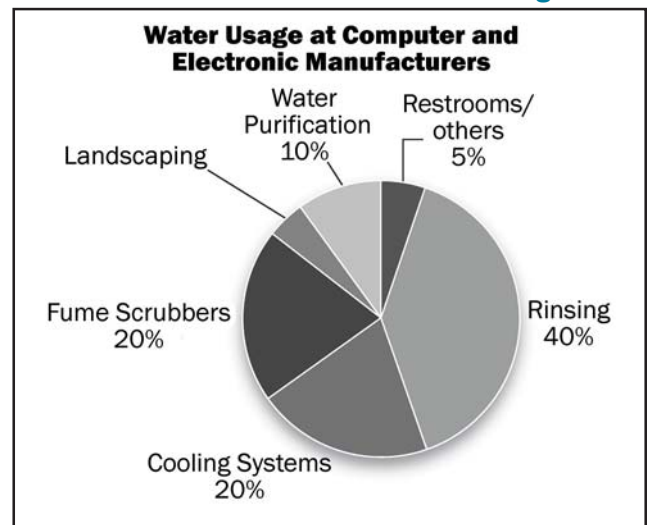 Water Usage at Computer and
Electronic Manufacturers
Water
Purification
10%
Restrooms/
others
5%
Landscaping
Fume Scrubbers
20%
Rinsing
40%
Cooling Systems
20%